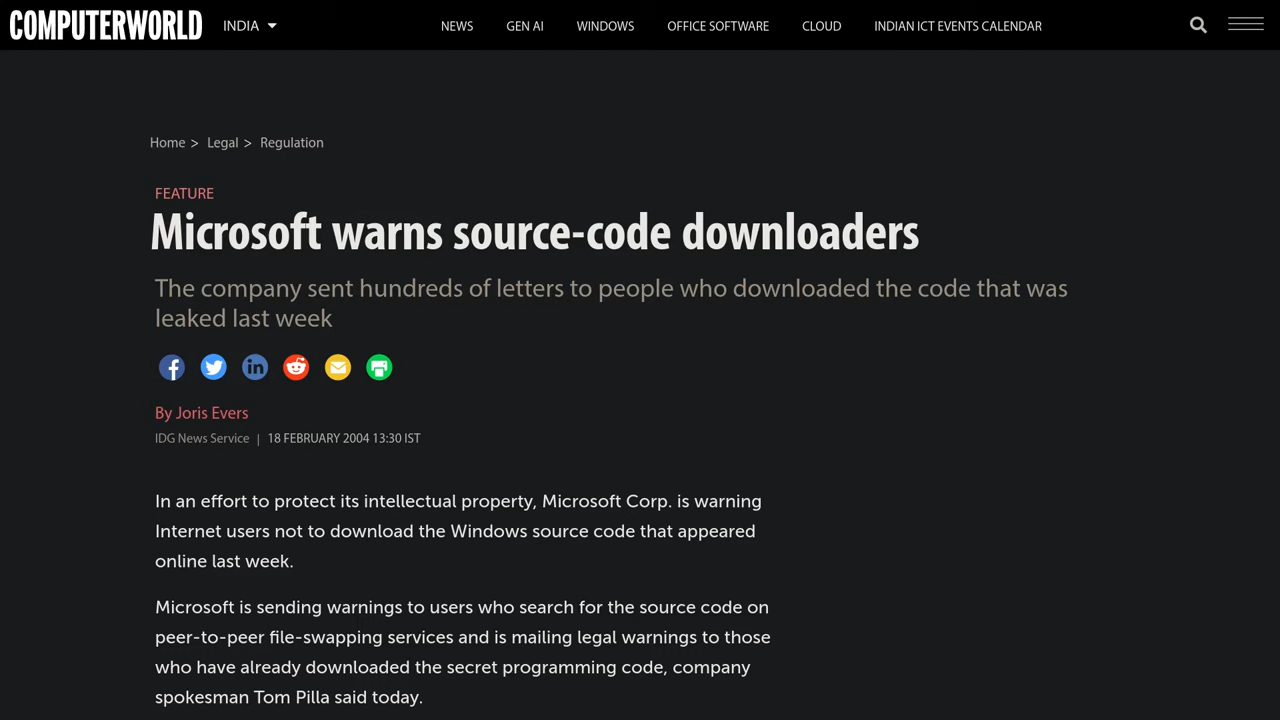 COMPUTERWORLD INDIA NEWS GEN AI WINDOWS OFFICE SOFTWARE CLOUD INDIAN ICT EVENTS CALENDAR
Home > Legal > Regulation
FEATURE
Microsoft warns source-code downloaders
The company sent hundreds of letters to people who downloaded the code that was
leaked last week
By Joris Evers
IDG News Service | 18 FEBRUARY 2004 13:30 IST
In an effort to protect its intellectual property, Microsoft Corp. is warning
Internet users not to download the Windows source code that appeared
online last week.
Microsoft is sending warnings to users who search for the source code on
peer-to-peer file-swapping services and is mailing legal warnings to those
who have already downloaded the secret programming code, company
spokesman Tom Pilla said today.